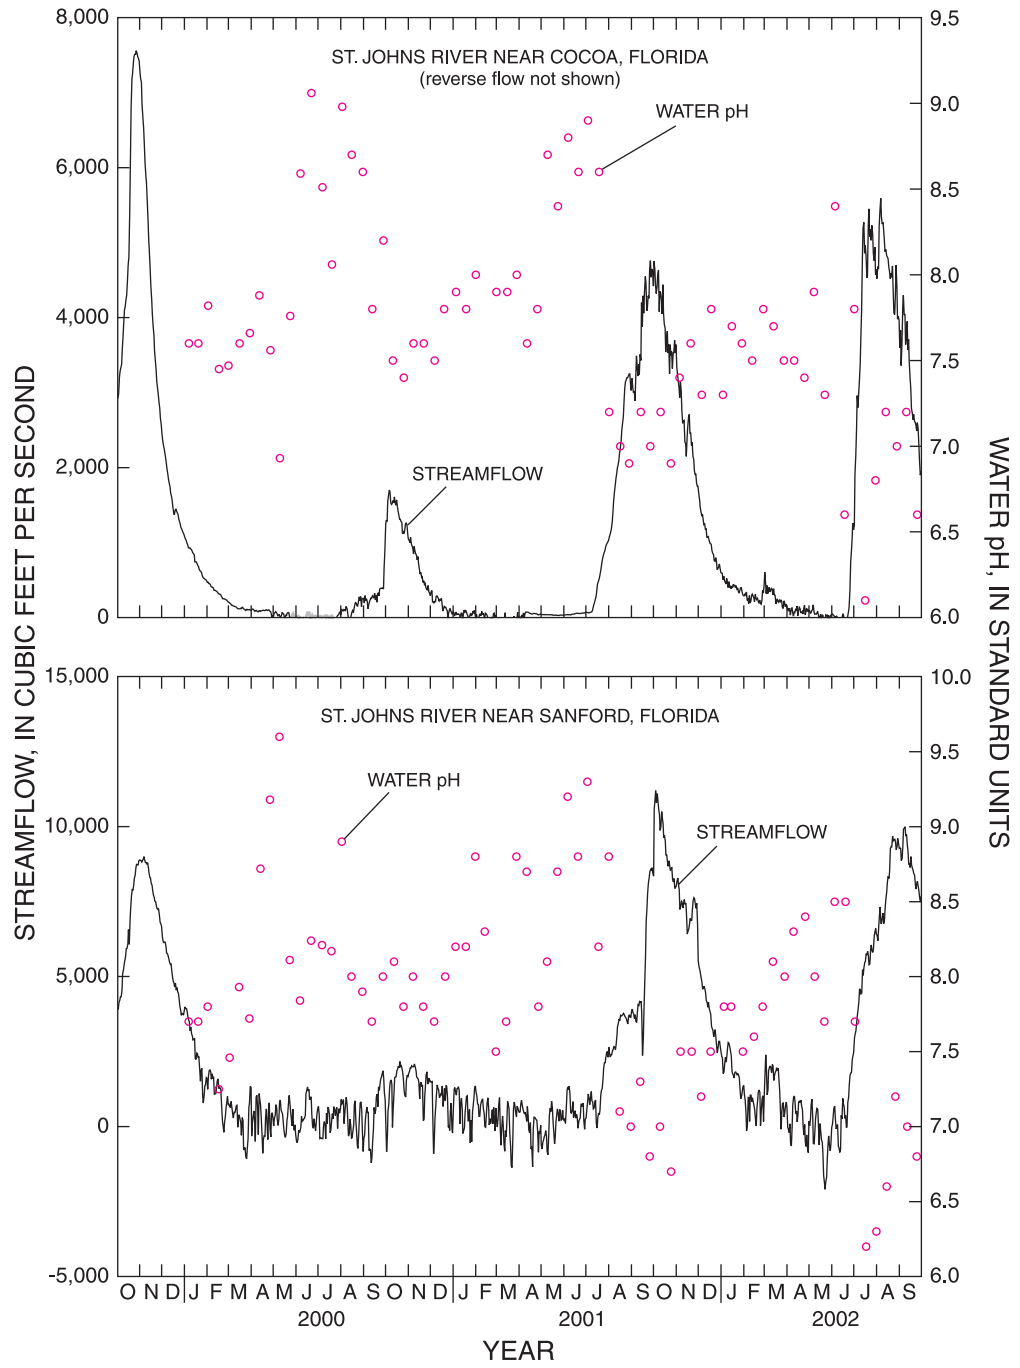 8,000
6,000
4,000
2,000
0
9.5
9.0
8.5
8.0
7.5
7.0
6.5
6.0
ST. JOHNS RIVER NEAR COCOA, FLORIDA
(reverse flow not shown)
WATER pH
STREAMFLOW
15,000
10,000
5,000
0
-5,000
10.0
9.5
9.0
8.5
8.0
7.5
7.0
6.5
6.0
ST. JOHNS RIVER NEAR SANFORD, FLORIDA
WATER pH
STREAMFLOW
STREAMFLOW, IN CUBIC FEET PER SECOND
WATER pH, IN STANDARD UNITS
O N D J F M A M J J A S O N D J F M A M J J A S O N D J F M A M J J A S
2000 2001 2002
YEAR